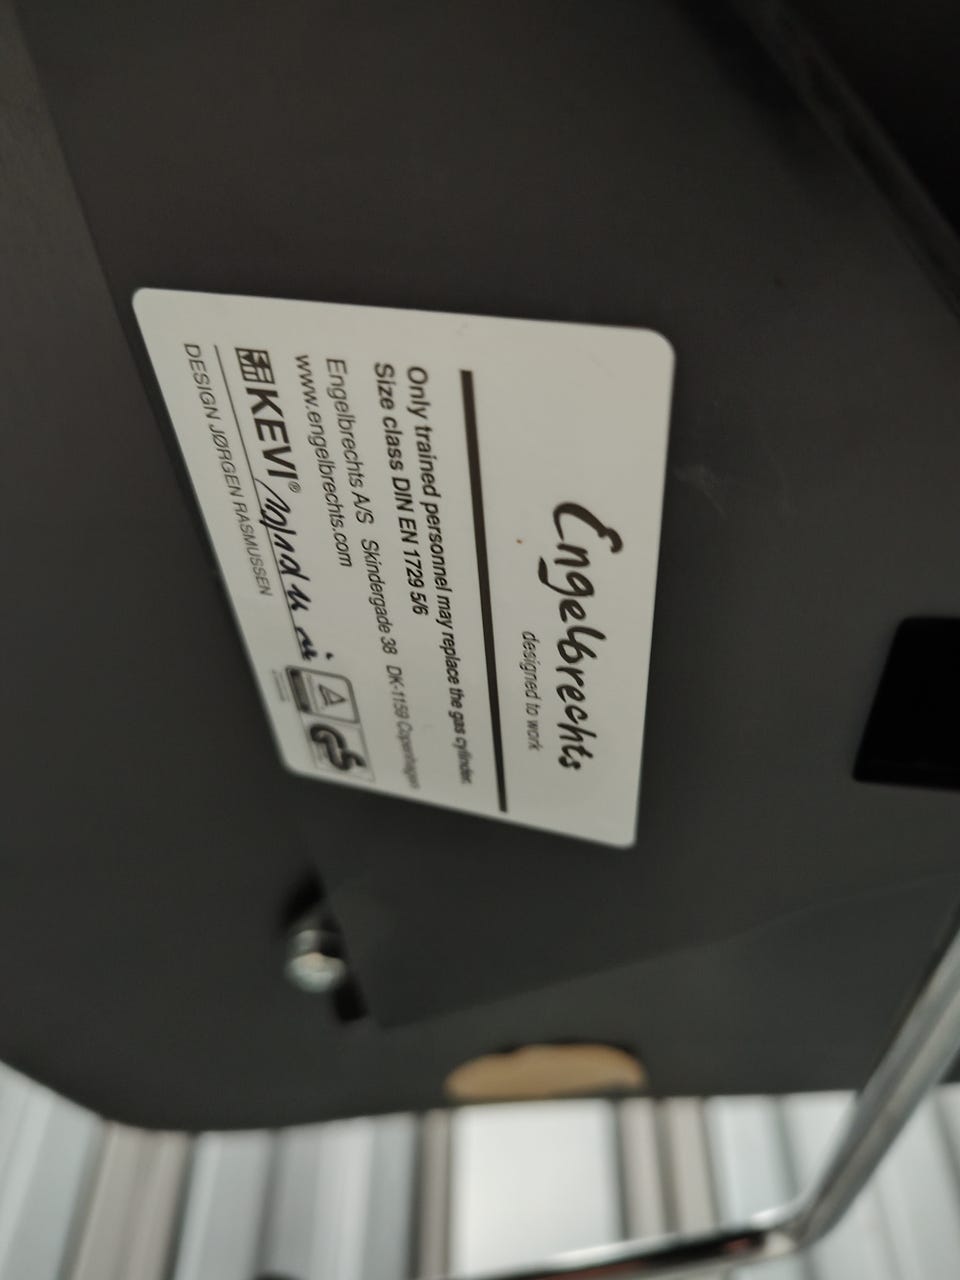 Engelbrechts
designed to work
Only trained personnel may replace the gas cylinder.
Size class DIN EN 1729 5/6
Engelbrechts A/S Skindergade 38 DK-1159 Copenhagen
www.engelbrechts.com
KEVI®
DESIGN JØRGEN RASMUSSEN
GS